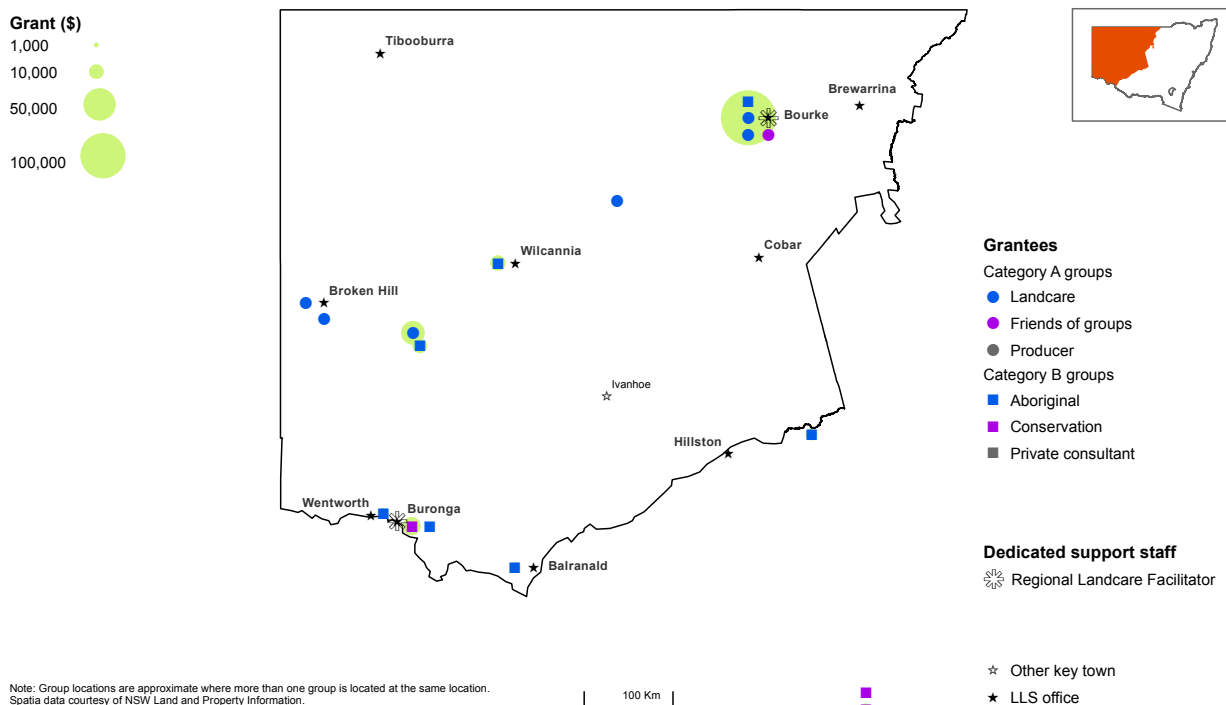 Grant ($)
1,000
10,000
50,000
100,000
Tibooburra
Brewarrina
Bourke
Wilcannia
Cobar
Broken Hill
Ivanhoe
Hillston
Wentworth
Buronga
Balranald
Grantees
Category A groups
Landcare
Friends of groups
Producer
Category B groups
Aboriginal
Conservation
Private consultant
Dedicated support staff
Regional Landcare Facilitator
Other key town
LLS office
Note: Group locations are approximate where more than one group is located at the same location.
Spatia data courtesy of NSW Land and Property Information.
100 Km